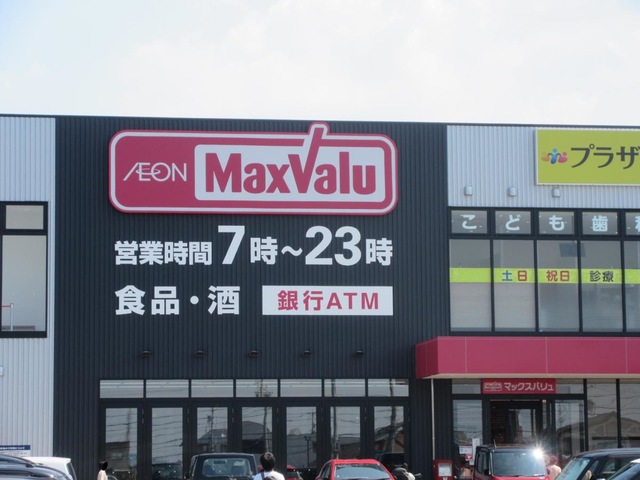 AEON MaxValu
営業時間 7時~23時
食品・酒 銀行ATM
プラザ
こども歯科
土日 祝日 診療
マックスバリュ